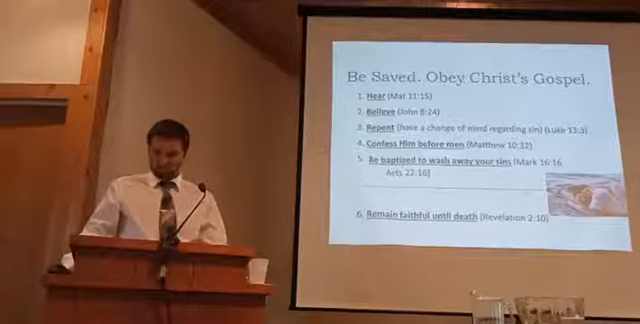 Be Saved. Obey Christ's Gospel.
1. Hear (Mat 11:15)
2. Believe (John 8:24)
3. Repent (have a change of mind regarding sin) (Luke 13:3)
4. Confess Him before men (Matthew 10:32)
5. Be baptized to wash away your sins (Mark 16:16,
Acts 22:16)
6. Remain faithful until death (Revelation 2:10)